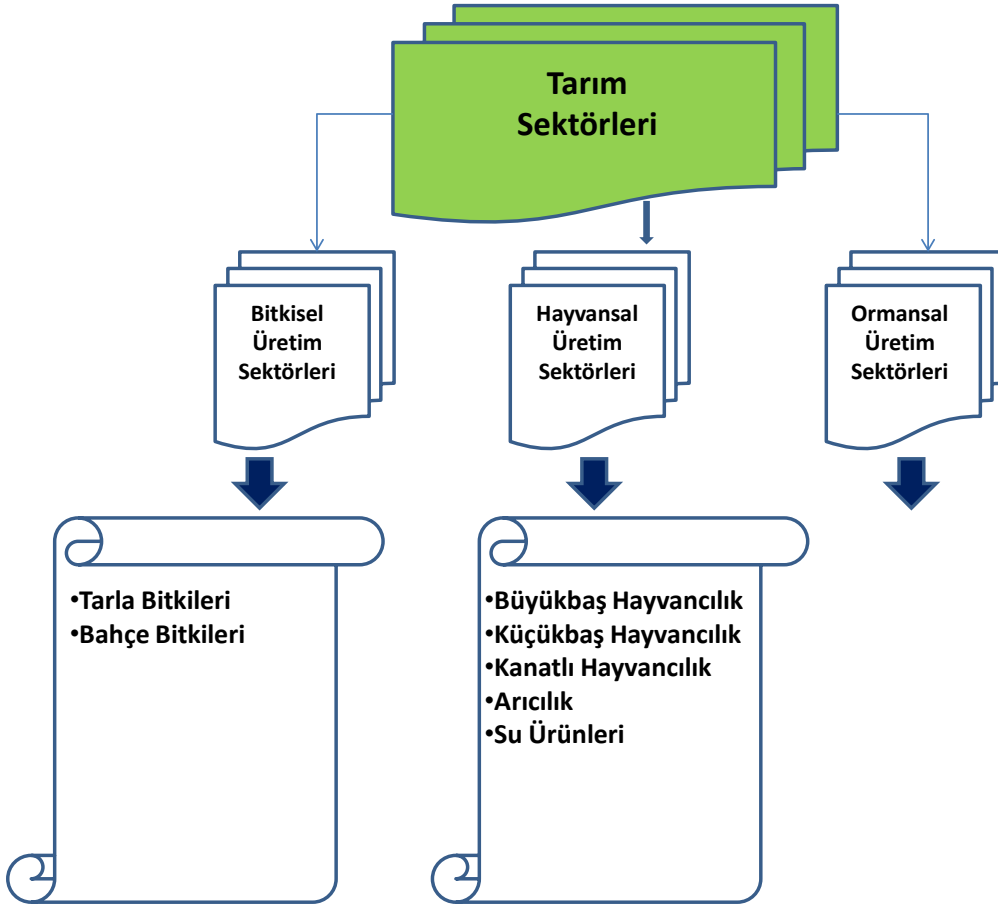 Tarım
Sektörleri
Bitkisel
Üretim
Sektörleri
Hayvansal
Üretim
Sektörleri
Ormansal
Üretim
Sektörleri
•Tarla Bitkileri
•Bahçe Bitkileri
•Büyükbaş Hayvancılık
•Küçükbaş Hayvancılık
•Kanatlı Hayvancılık
•Arıcılık
•Su Ürünleri